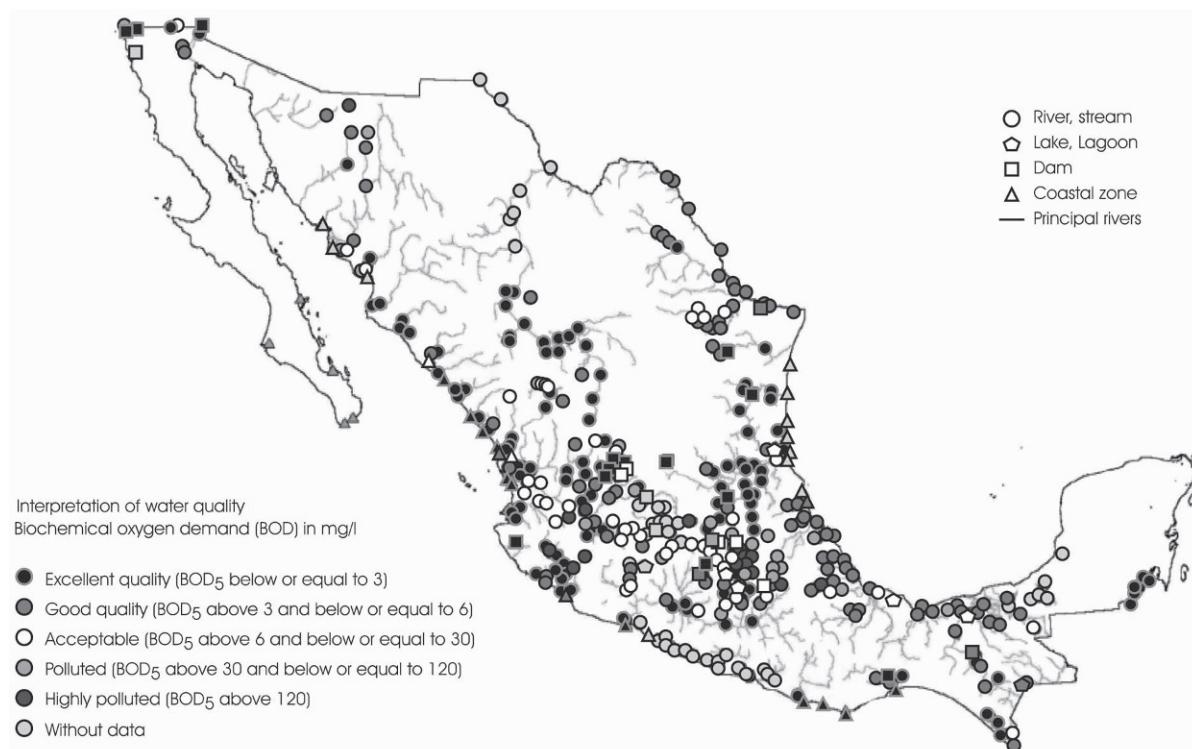 River, stream
Lake, Lagoon
Dam
Coastal zone
Principal rivers
Interpretation of water quality
Biochemical oxygen demand (BOD) in mg/l
Excellent quality (BOD5 below or equal to 3)
Good quality (BOD5 above 3 and below or equal to 6)
Acceptable (BOD5 above 6 and below or equal to 30)
Polluted (BOD5 above 30 and below or equal to 120)
Highly polluted (BOD5 above 120)
Without data